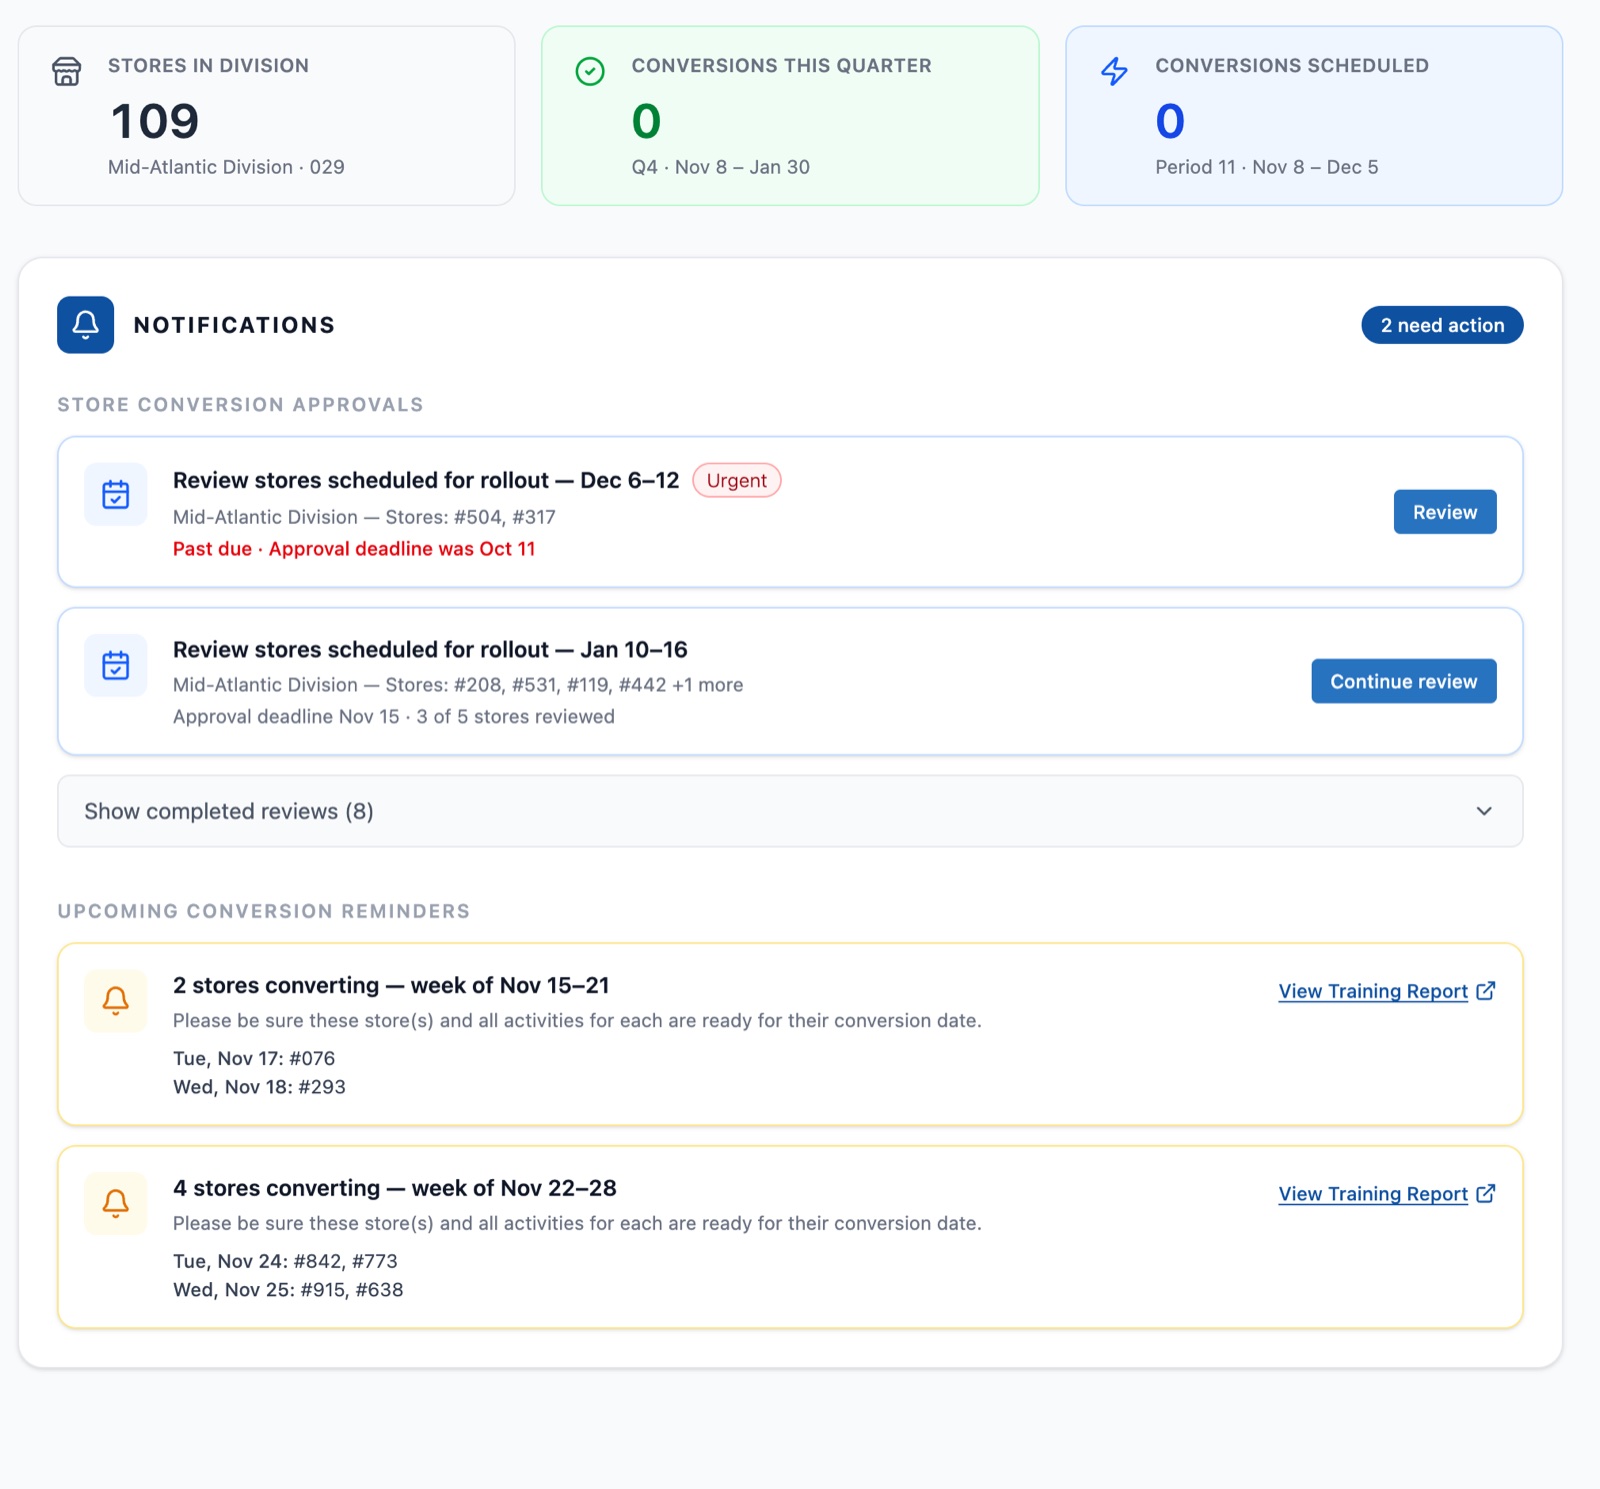 STORES IN DIVISION
109
Mid-Atlantic Division · 029
CONVERSIONS THIS QUARTER
0
Q4 · Nov 8 – Jan 30
CONVERSIONS SCHEDULED
0
Period 11 · Nov 8 – Dec 5
NOTIFICATIONS
2 need action
STORE CONVERSION APPROVALS
Review stores scheduled for rollout — Dec 6–12 Urgent
Mid-Atlantic Division — Stores: #504, #317
Past due · Approval deadline was Oct 11
Review
Review stores scheduled for rollout — Jan 10–16
Mid-Atlantic Division — Stores: #208, #531, #119, #442 +1 more
Approval deadline Nov 15 · 3 of 5 stores reviewed
Continue review
Show completed reviews (8)
UPCOMING CONVERSION REMINDERS
2 stores converting — week of Nov 15–21
Please be sure these store(s) and all activities for each are ready for their conversion date.
Tue, Nov 17: #076
Wed, Nov 18: #293
View Training Report
4 stores converting — week of Nov 22–28
Please be sure these store(s) and all activities for each are ready for their conversion date.
Tue, Nov 24: #842, #773
Wed, Nov 25: #915, #638
View Training Report